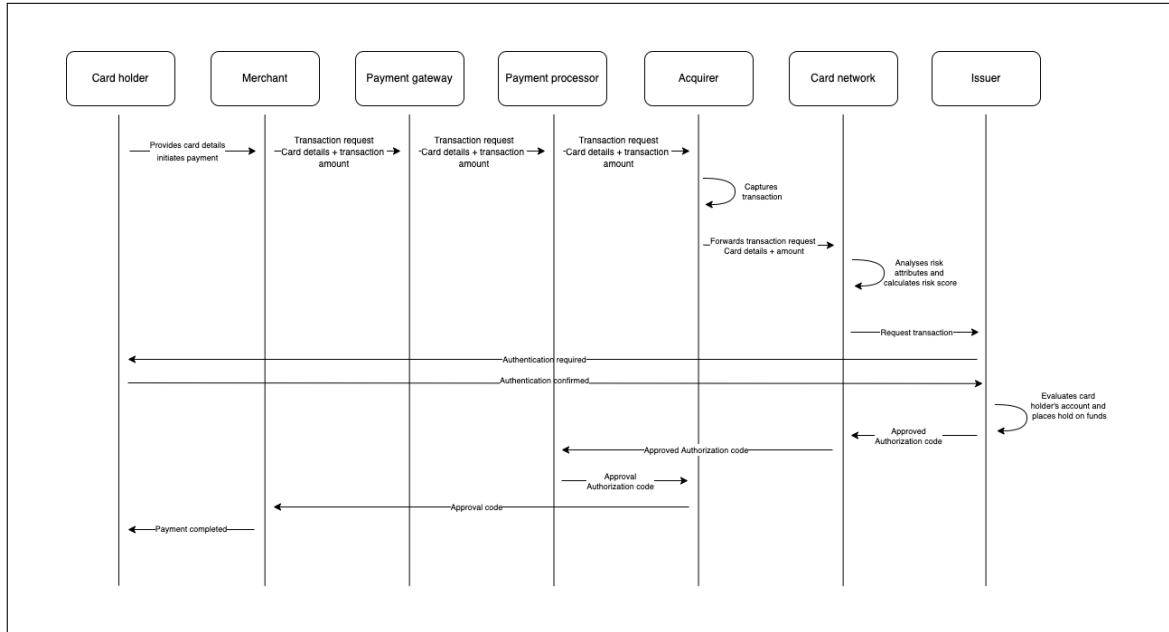 Card holder
Merchant
Payment gateway
Payment processor
Acquirer
Card network
Issuer
Provides card details
initiates payment
Transaction request
Card details + transaction
amount
Transaction request
Card details + transaction
amount
Transaction request
Card details + transaction
amount
Captures
transaction
Forwards transaction request
Card details + amount
Analyses risk
attributes and
calculates risk score
Request transaction
Authentication required
Authentication confirmed
Evaluates card
holder's account and
places hold on funds
Approved
Authorization code
Approved Authorization code
Approval
Authorization code
Approval code
Payment completed